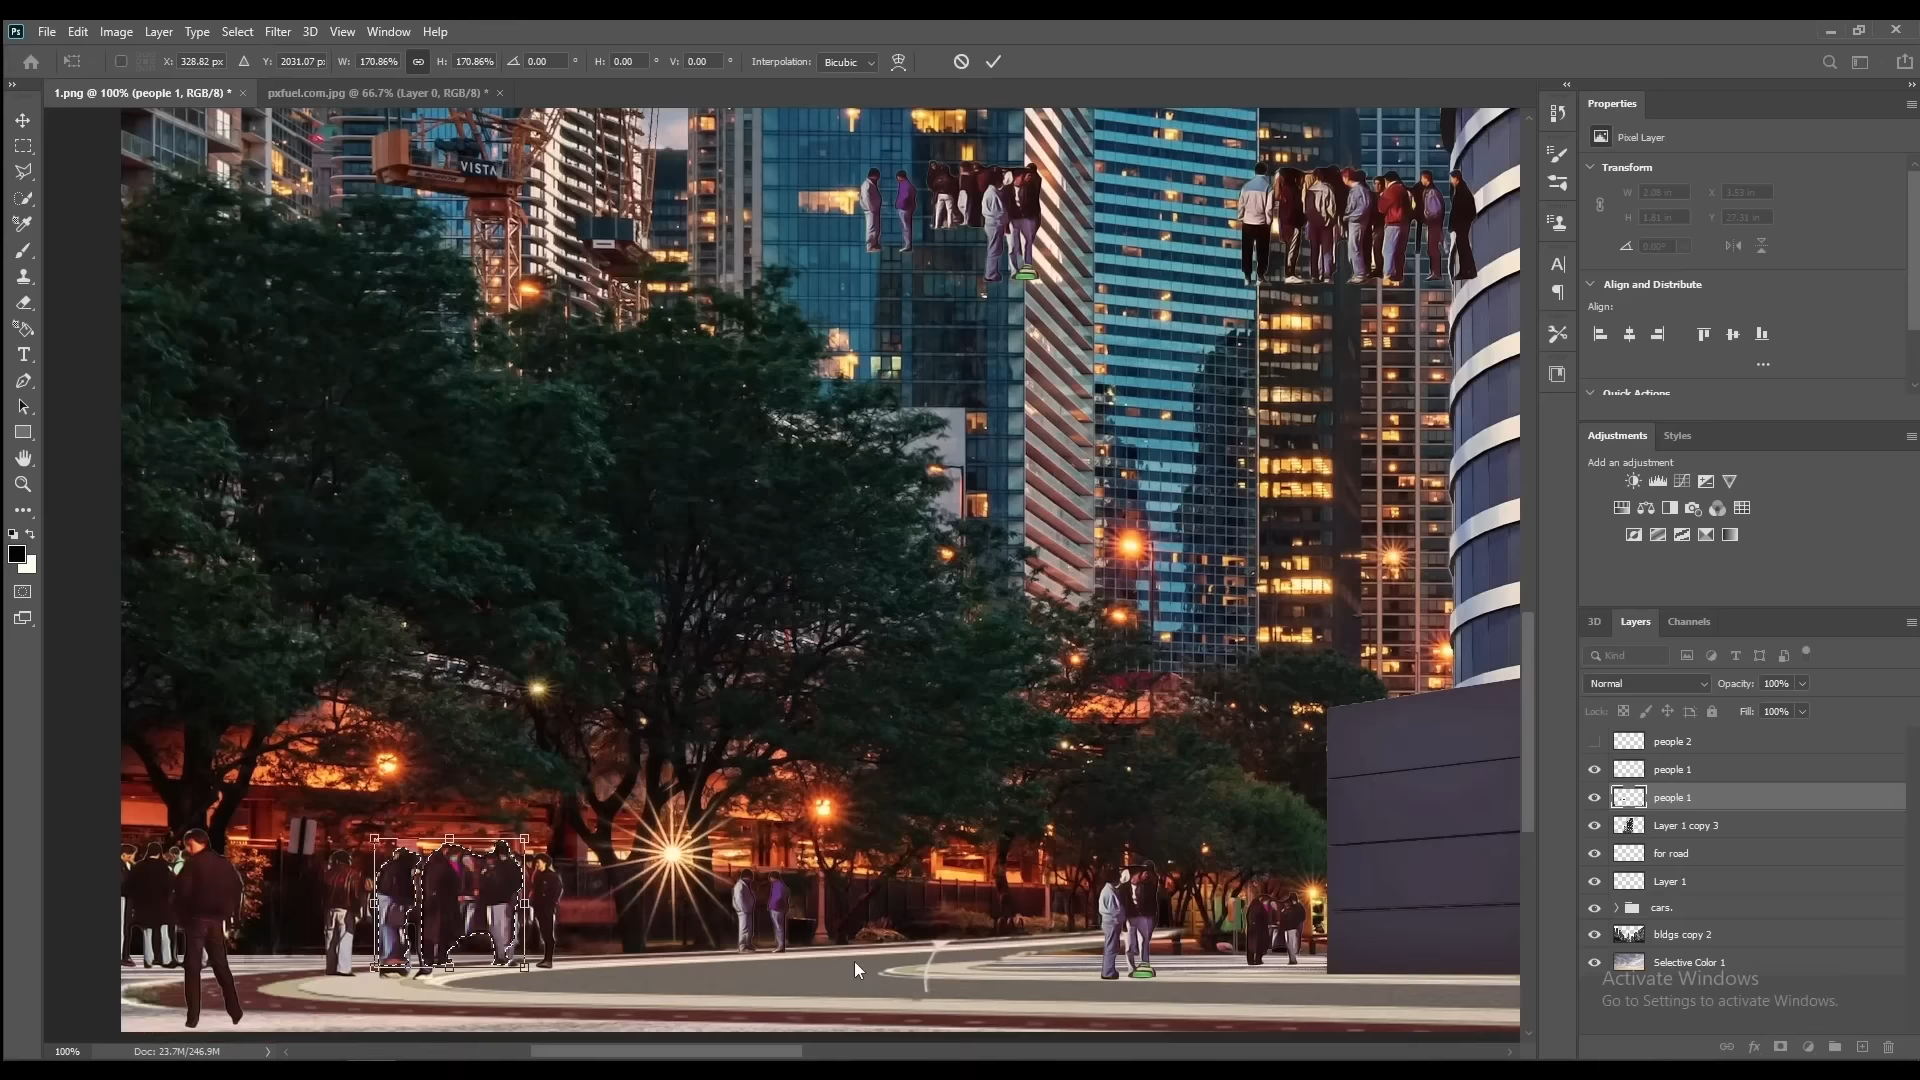 Ps File Edit Image Layer Type Select Filter 3D View Window Help
X: 328.82 px Y: 2031.07 px W: 170.86% H: 170.86% 0.00 ° H: 0.00 ° V: 0.00 ° Interpolation: Bicubic
1.png @ 100% (people 1, RGB/8) * × pxfuel.com.jpg @ 66.7% (Layer 0, RGB/8) * ×
Properties
Pixel Layer
Transform
W 2.08 in X 3.53 in
H 1.81 in Y 27.31 in
0.00°
Align and Distribute
Align:
Quick Actions
Adjustments Styles
Add an adjustment
3D Layers Channels
Kind
Normal Opacity: 100%
Lock: Fill: 100%
people 2
people 1
people 1
Layer 1 copy 3
for road
Layer 1
cars.
bldgs copy 2
Selective Color 1
Activate Windows
Go to Settings to activate Windows.
VISTA
100% Doc: 23.7M/246.9M